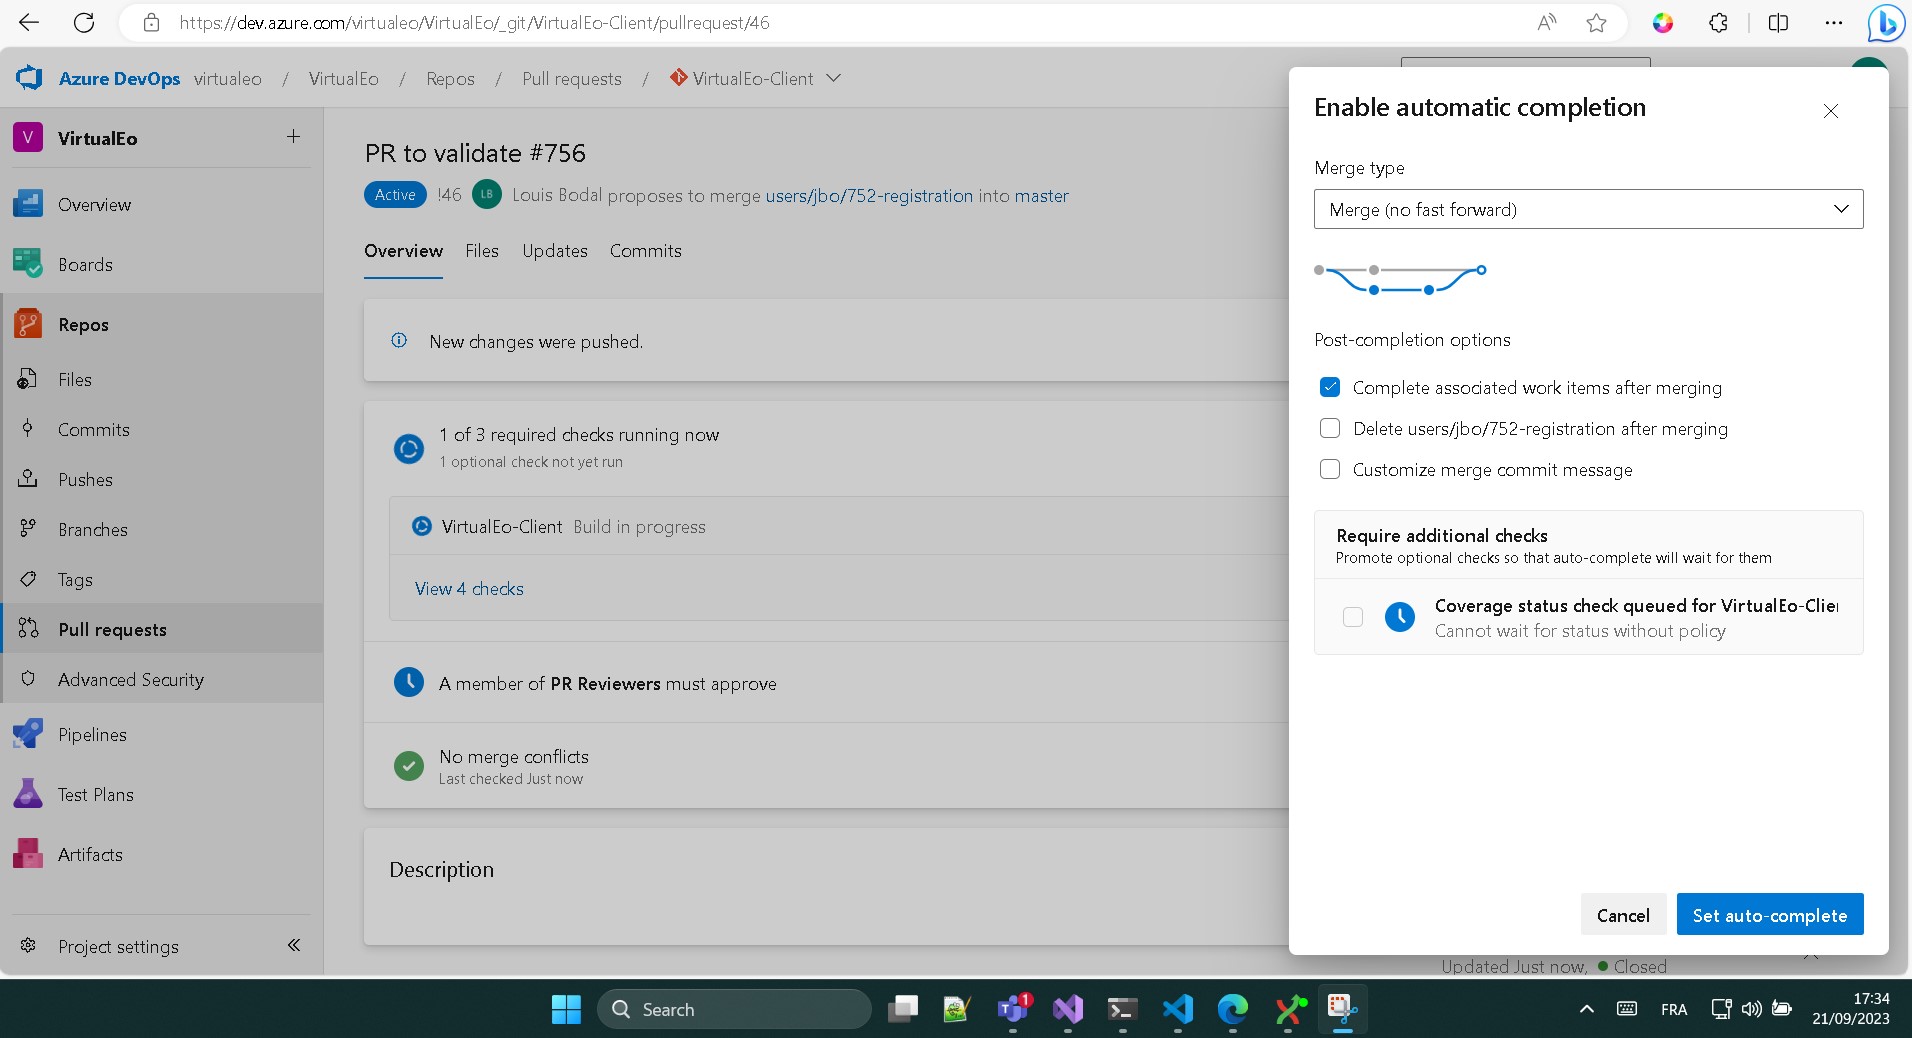 https://dev.azure.com/virtualeo/VirtualEo/_git/VirtualEo-Client/pullrequest/46
Azure DevOps virtualeo / VirtualEo / Repos / Pull requests / VirtualEo-Client
V VirtualEo
Overview
Boards
Repos
Files
Commits
Pushes
Branches
Tags
Pull requests
Advanced Security
Pipelines
Test Plans
Artifacts
Project settings
PR to validate #756
Active !46 LB Louis Bodal proposes to merge users/jbo/752-registration into master
Overview Files Updates Commits
New changes were pushed.
1 of 3 required checks running now
1 optional check not yet run
VirtualEo-Client Build in progress
View 4 checks
A member of PR Reviewers must approve
No merge conflicts
Last checked Just now
Description
Enable automatic completion
Merge type
Merge (no fast forward)
Post-completion options
Complete associated work items after merging
Delete users/jbo/752-registration after merging
Customize merge commit message
Require additional checks
Promote optional checks so that auto-complete will wait for them
Coverage status check queued for VirtualEo-Clie
Cannot wait for status without policy
Cancel Set auto-complete
Updated Just now, Closed
Search
1
FRA
17:34
21/09/2023